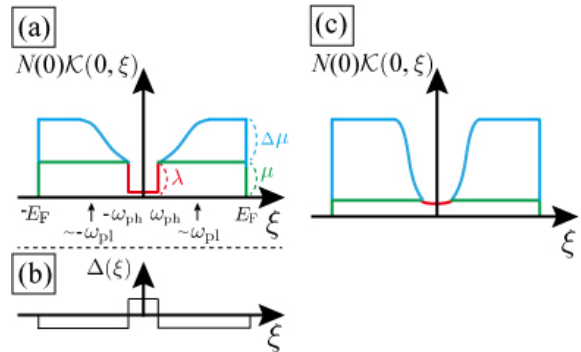 (a)
N(0)K(0, ξ)
Δμ
λ
μ
-E_F
-ω_ph
ω_ph
E_F
ξ
~-ω_pl
~ω_pl
(b)
Δ(ξ)
ξ
(c)
N(0)K(0, ξ)
ξ